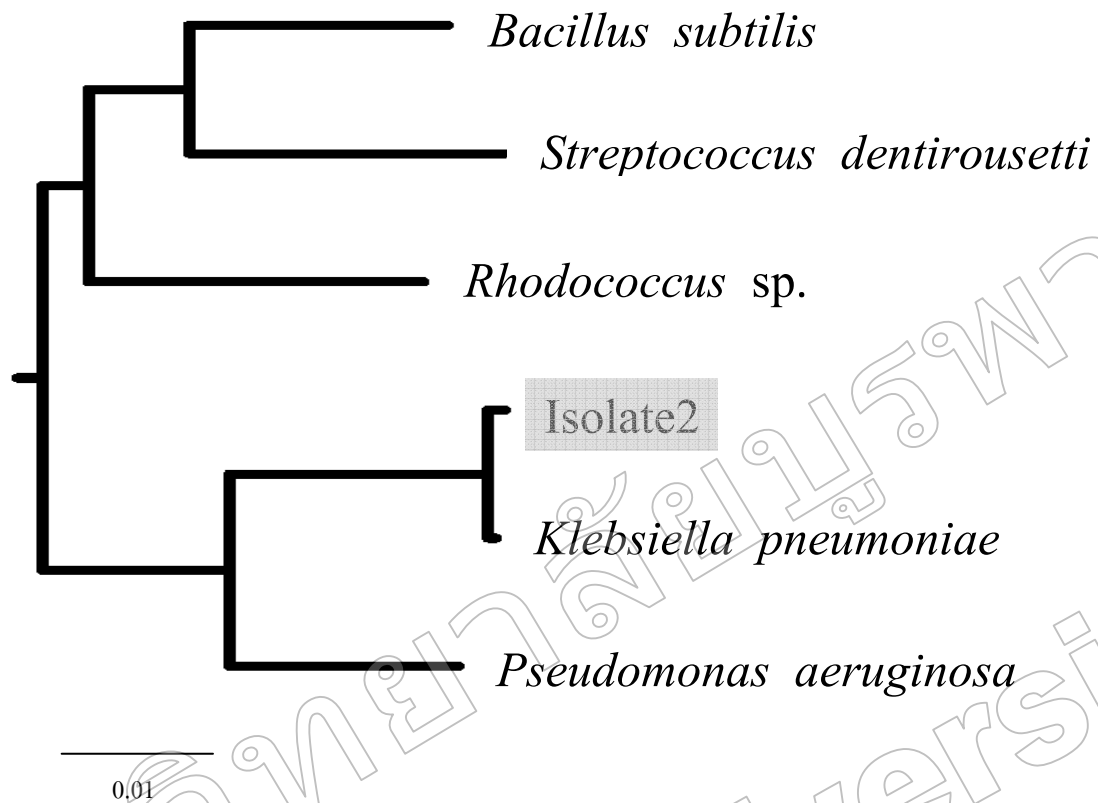 Bacillus subtilis
Streptococcus dentirousetti
Rhodococcus sp.
Isolate2
Klebsiella pneumoniae
Pseudomonas aeruginosa
0.01